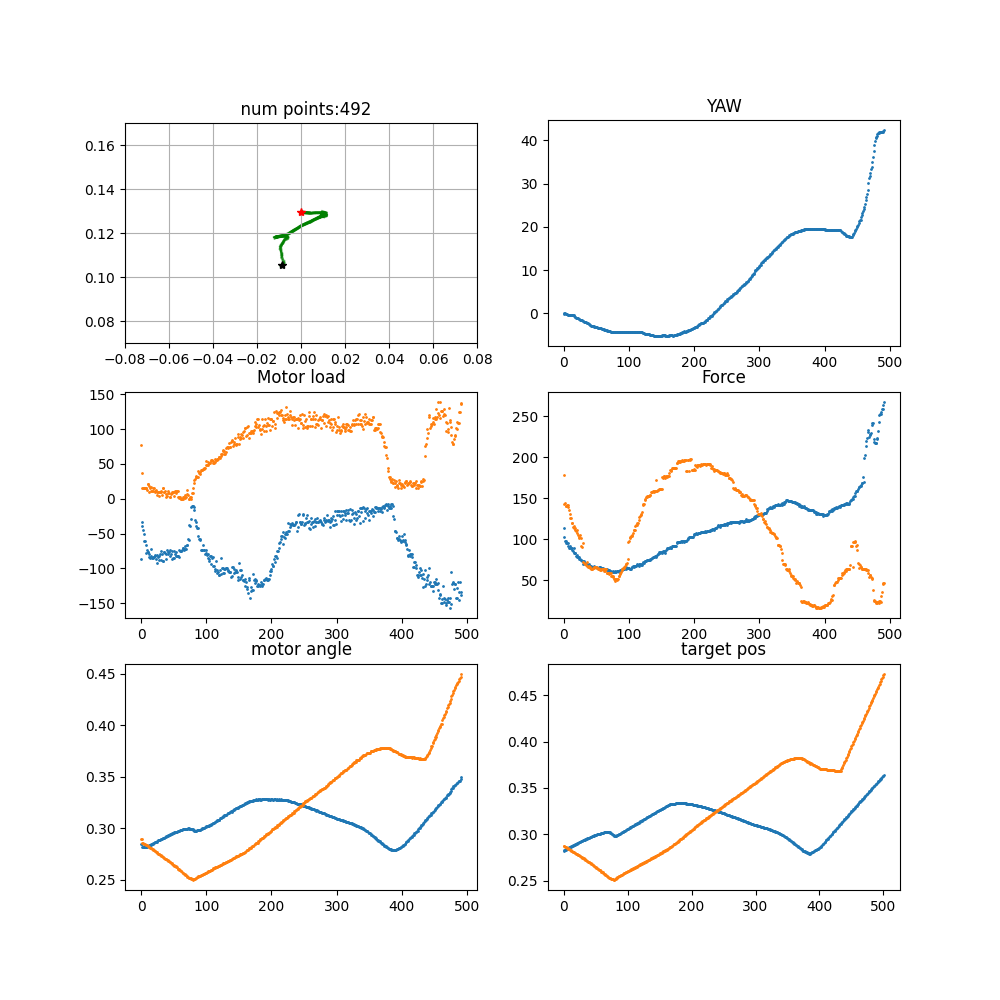 num points:492
0.16
0.14
0.12
0.10
0.08
−0.08 −0.06 −0.04 −0.02 0.00 0.02 0.04 0.06 0.08
YAW
40
30
20
10
0
0 100 200 300 400 500
Motor load
150
100
50
0
−50
−100
−150
0 100 200 300 400 500
Force
250
200
150
100
50
0 100 200 300 400 500
motor angle
0.45
0.40
0.35
0.30
0.25
0 100 200 300 400 500
target pos
0.45
0.40
0.35
0.30
0.25
0 100 200 300 400 500